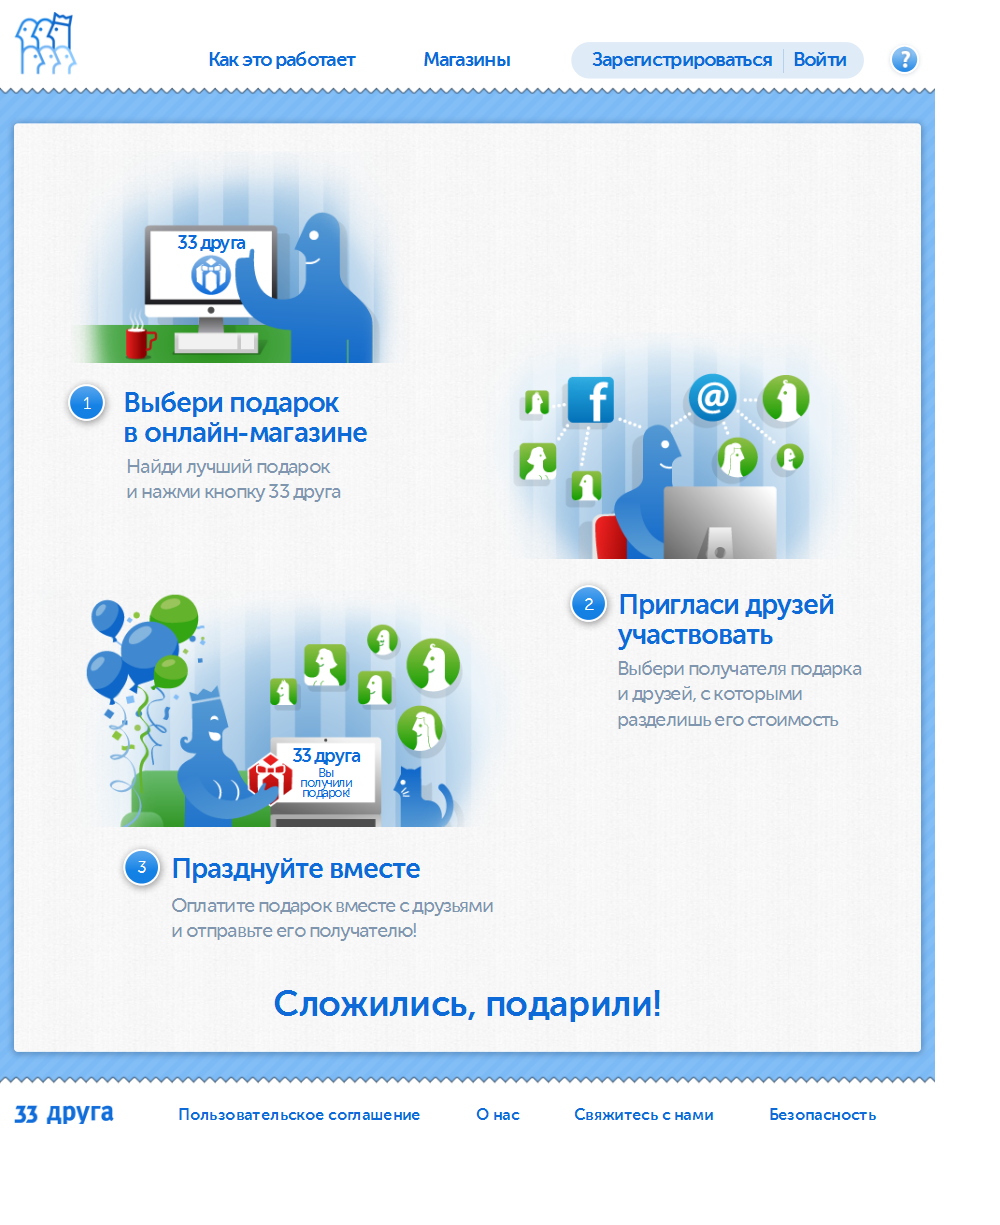 Как это работает
Магазины
Зарегистрироваться
Войти
?
33 друга
1
Выбери подарок
в онлайн-магазине
Найди лучший подарок
и нажми кнопку 33 друга
f
@
2
Пригласи друзей
участвовать
Выбери получателя подарка
и друзей, с которыми
разделишь его стоимость
33 друга
Вы
получили
подарок!
3
Празднуйте вместе
Оплатите подарок вместе с друзьями
и отправьте его получателю!
Сложились, подарили!
33 друга
Пользовательское соглашение
О нас
Свяжитесь с нами
Безопасность